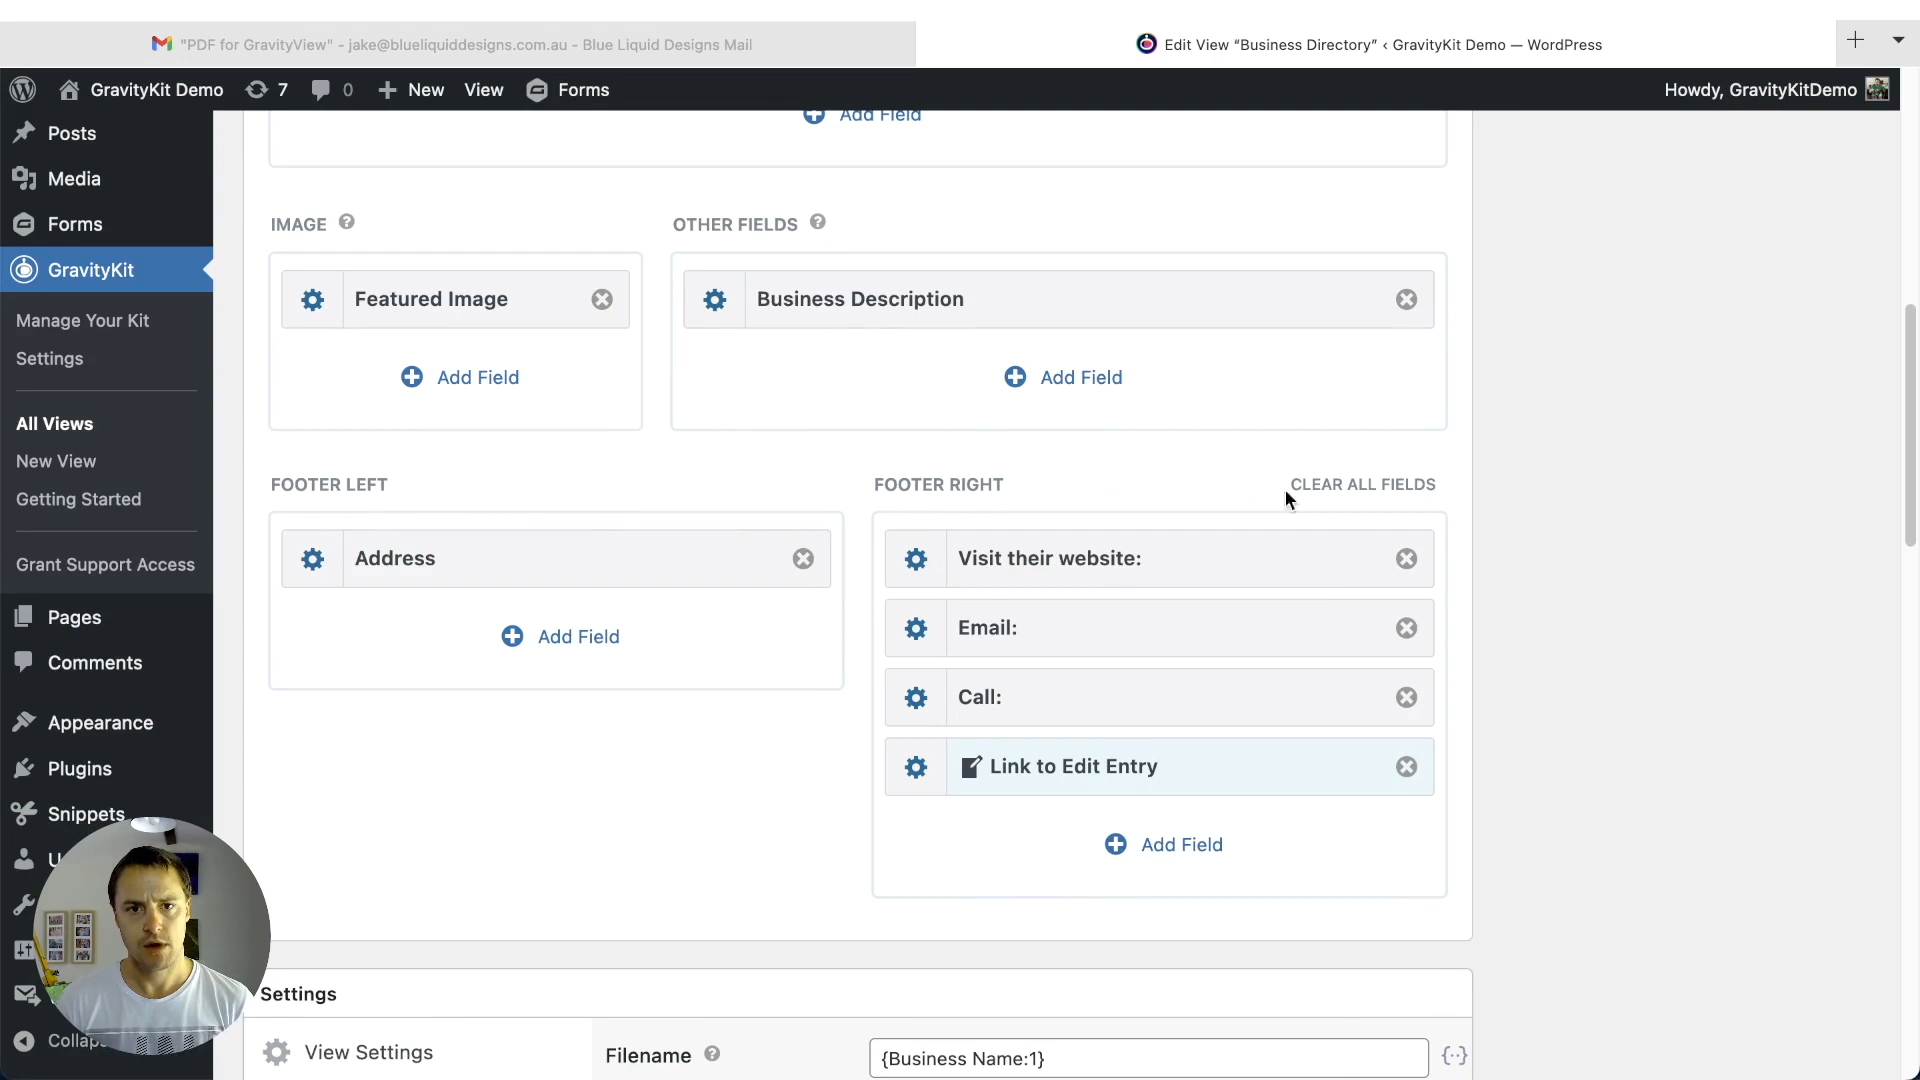 "PDF for GravityView" - jake@blueliquiddesigns.com.au - Blue Liquid Designs Mail
Edit View “Business Directory” ‹ GravityKit Demo — WordPress
GravityKit Demo
7
0
New
View
Forms
Howdy, GravityKitDemo
Posts
Media
Forms
GravityKit
Manage Your Kit
Settings
All Views
New View
Getting Started
Grant Support Access
Pages
Comments
Appearance
Plugins
Snippets
Add Field
IMAGE
OTHER FIELDS
Featured Image
Business Description
Add Field
Add Field
FOOTER LEFT
FOOTER RIGHT
CLEAR ALL FIELDS
Address
Add Field
Visit their website:
Email:
Call:
Link to Edit Entry
Add Field
Settings
View Settings
Filename
{Business Name:1}